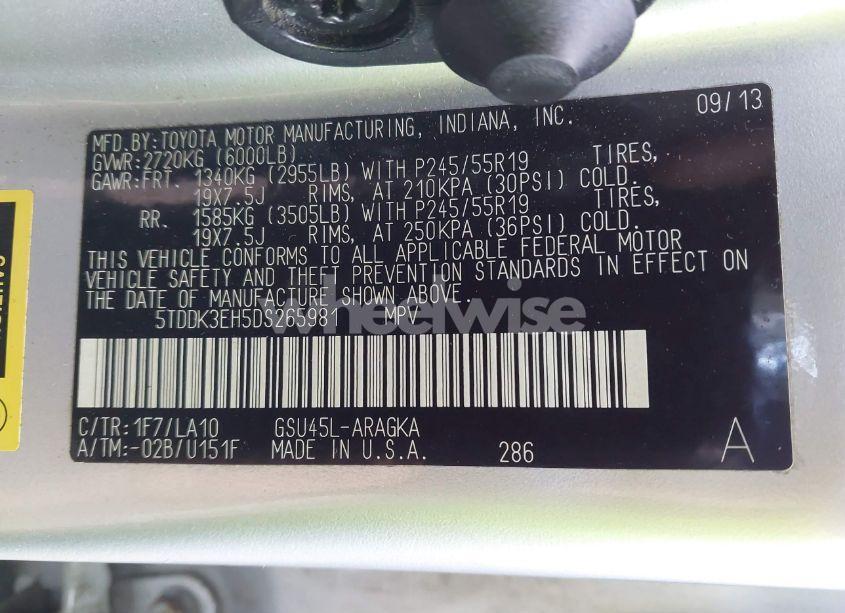 09/13
MFD.BY:TOYOTA MOTOR MANUFACTURING, INDIANA, INC.
GVWR:2720KG (6000LB)
GAWR:FRT. 1340KG (2955LB) WITH P245/55R19 TIRES,
19X7.5J RIMS, AT 210KPA (30PSI) COLD.
RR. 1585KG (3505LB) WITH P245/55R19 TIRES,
19X7.5J RIMS, AT 250KPA (36PSI) COLD.
THIS VEHICLE CONFORMS TO ALL APPLICABLE FEDERAL MOTOR
VEHICLE SAFETY AND THEFT PREVENTION STANDARDS IN EFFECT ON
THE DATE OF MANUFACTURE SHOWN ABOVE.
5TDDK3EH5DS265981 MPV
wheelwise
C/TR:1F7/LA10 GSU45L-ARAGKA
A/TM:-02B/U151F MADE IN U.S.A. 286 A